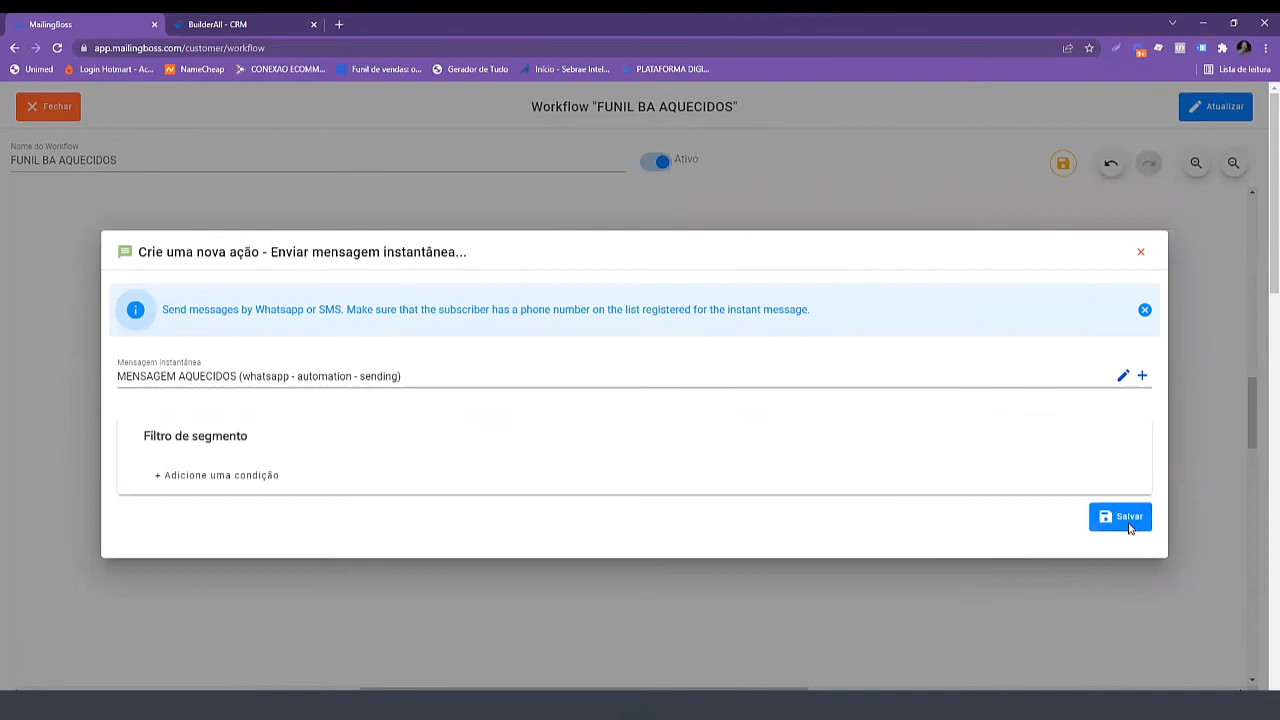 MailingBoss
BuilderAll - CRM
app.mailingboss.com/customer/workflow
Unimed
Login Hotmart - Ac...
NameCheap
CONEXAO ECOMM...
Funil de vendas: o...
Gerador de Tudo
Início - Sebrae Intel...
PLATAFORMA DIGI...
Lista de leitura
Fechar
Workflow "FUNIL BA AQUECIDOS"
Atualizar
Nome do Workflow
FUNIL BA AQUECIDOS
Ativo
Crie uma nova ação - Enviar mensagem instantânea...
Send messages by Whatsapp or SMS. Make sure that the subscriber has a phone number on the list registered for the instant message.
Mensagem instantânea
MENSAGEM AQUECIDOS (whatsapp - automation - sending)
Filtro de segmento
+ Adicione uma condição
Salvar